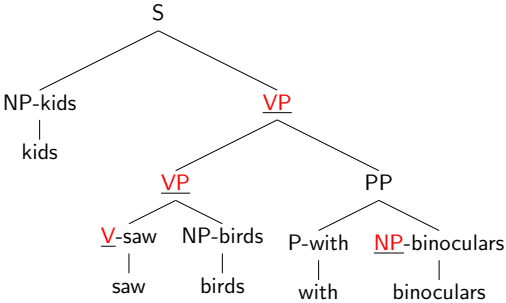 S
NP-kids VP
kids
VP PP
V-saw NP-birds P-with NP-binoculars
saw birds with binoculars